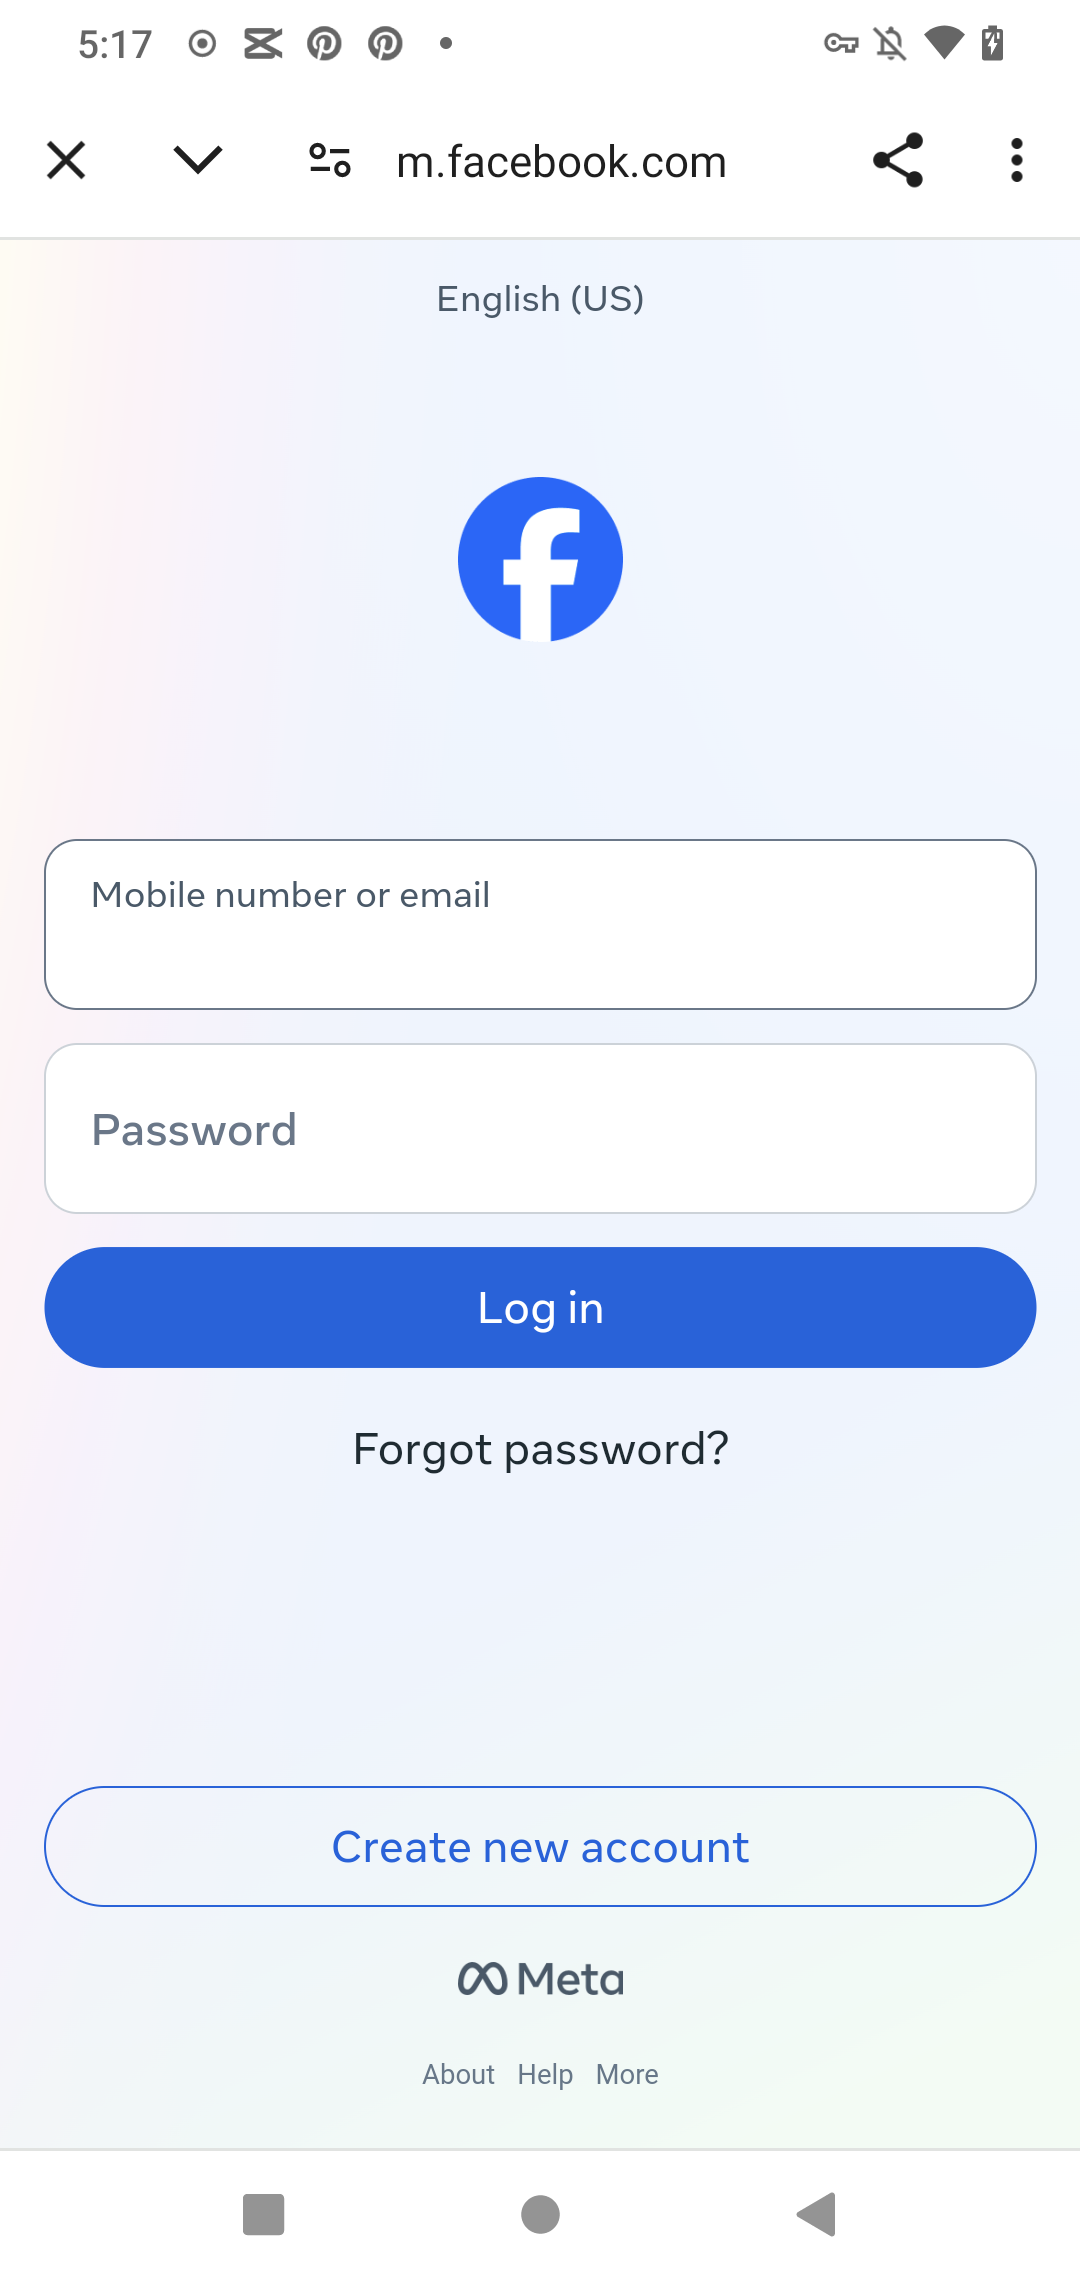 5:17
m.facebook.com
English (US)
Mobile number or email
Password
Log in
Forgot password?
Create new account
Meta
About Help More